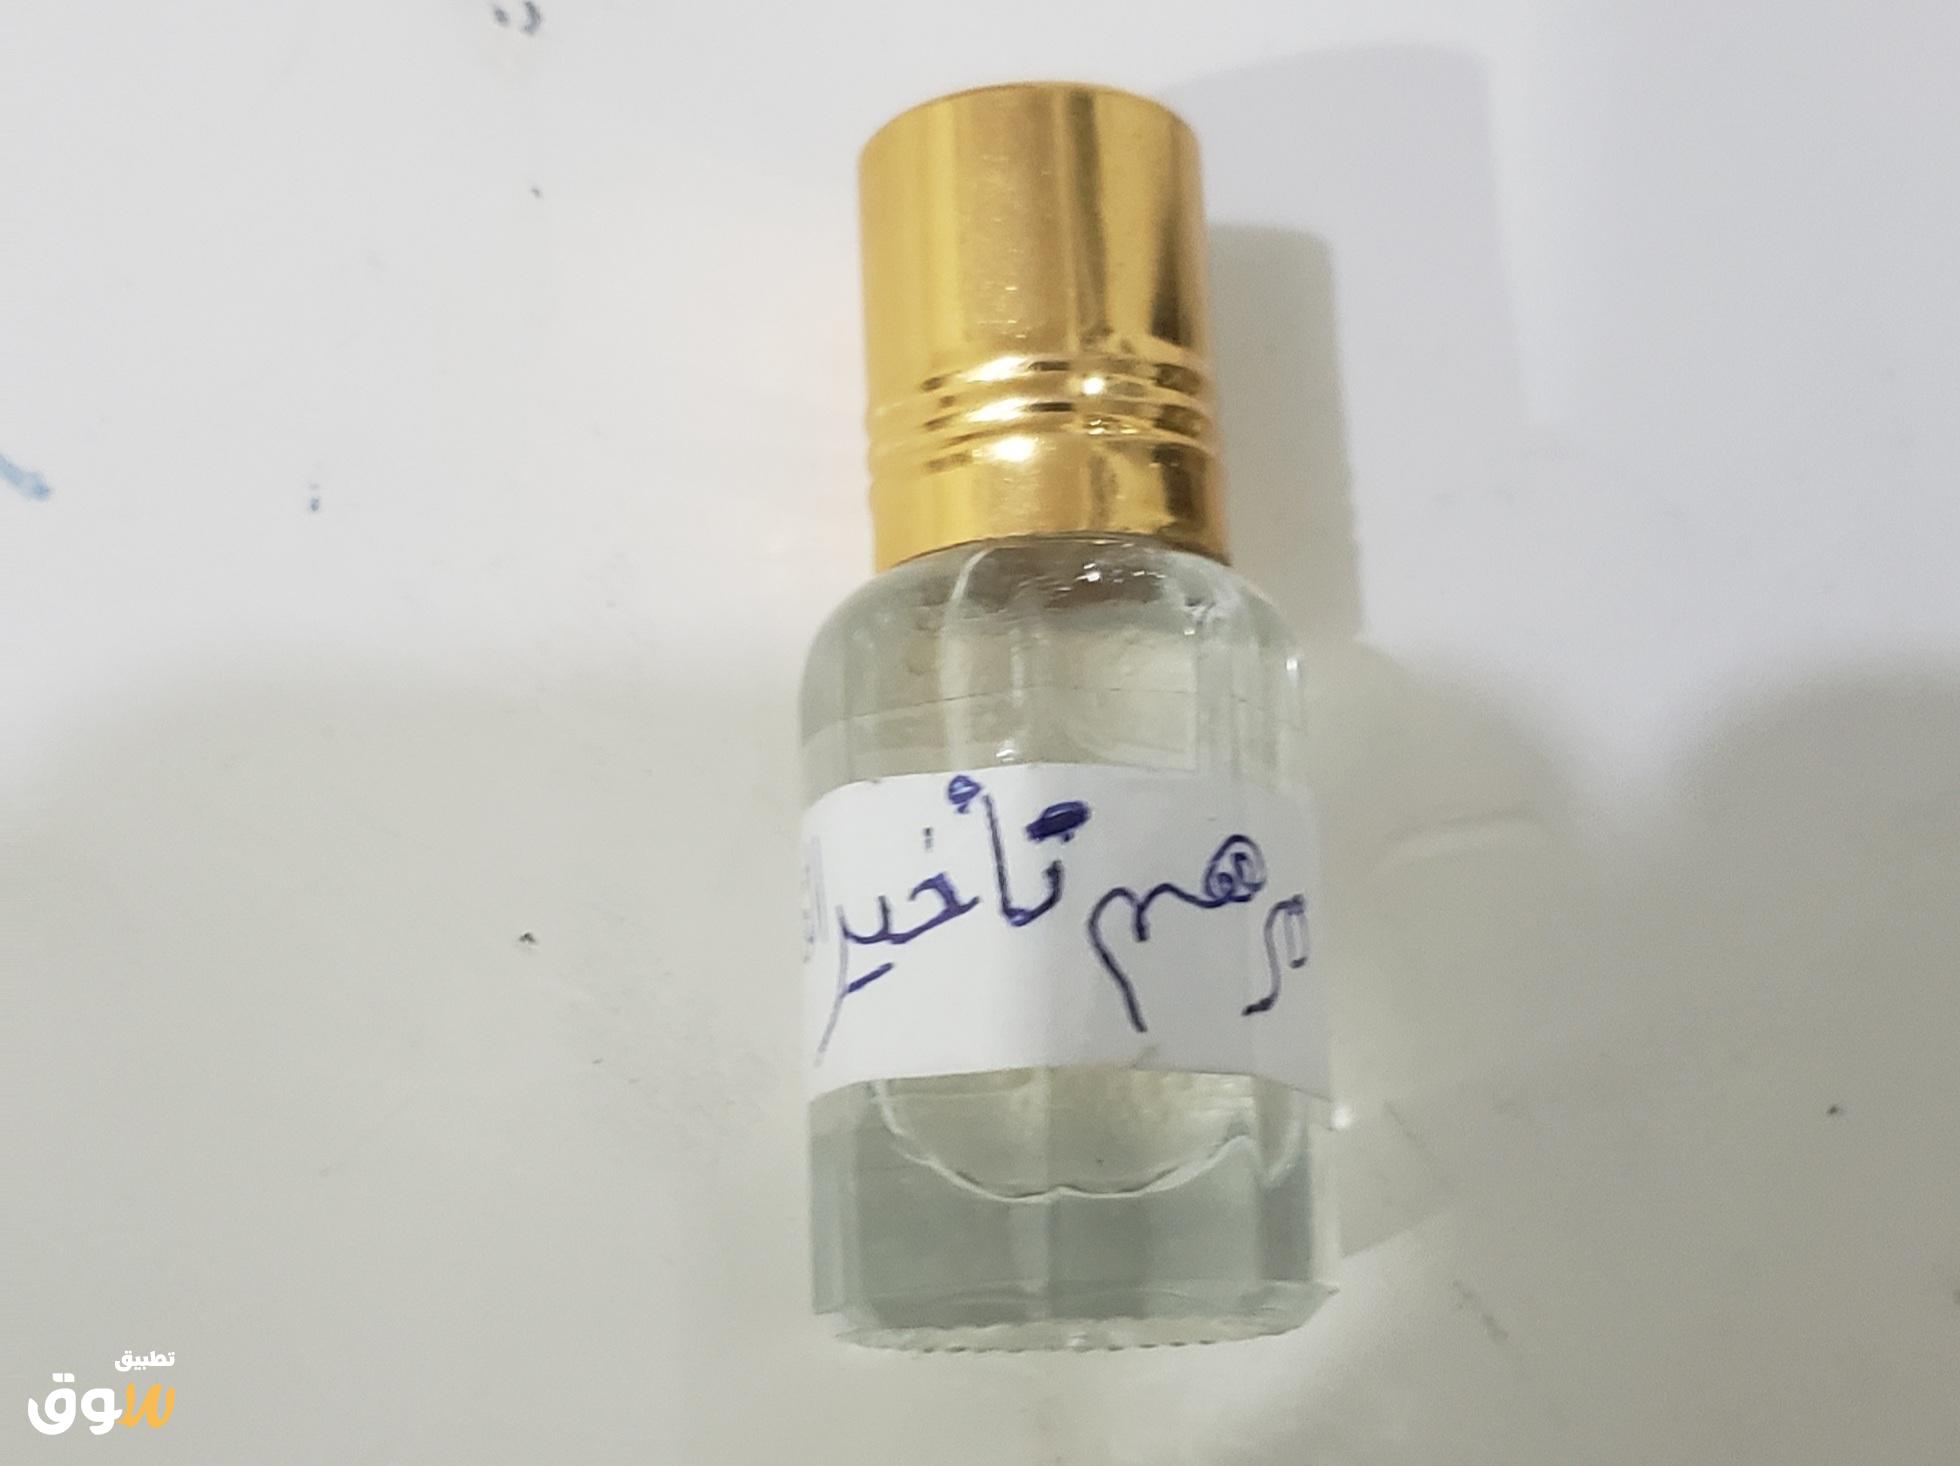 مرهم تأخير
تطبيق
سوق